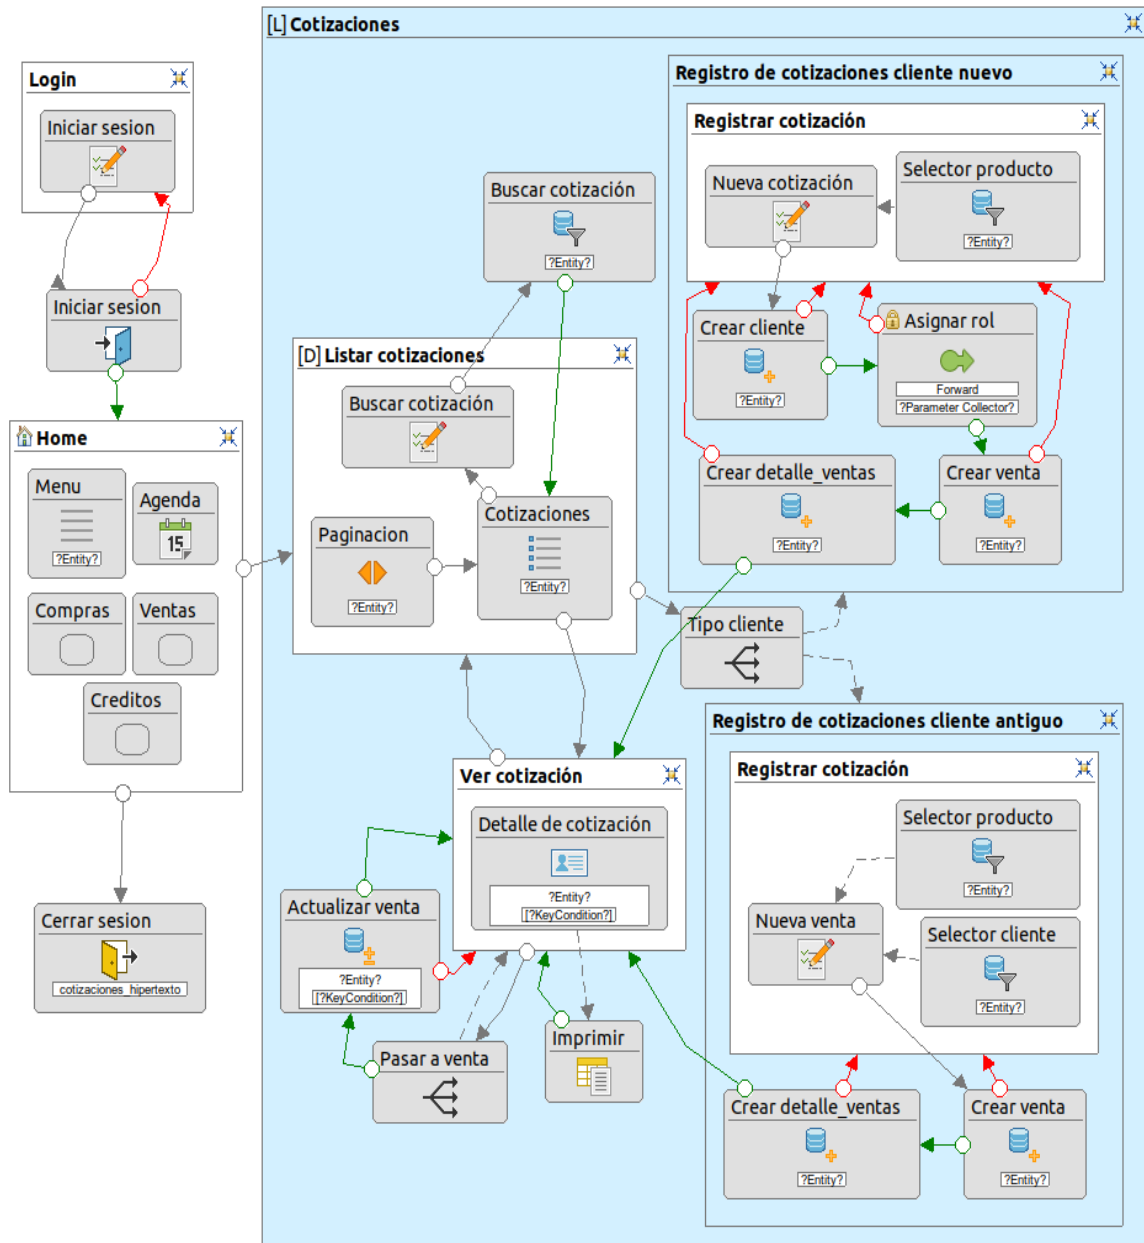 [L] Cotizaciones
Login
Iniciar sesion
Iniciar sesion
Home
Menu
?Entity?
Agenda
15
Compras
Ventas
Creditos
Cerrar sesion
cotizaciones_hipertexto
Buscar cotización
?Entity?
[D] Listar cotizaciones
Buscar cotización
Paginacion
?Entity?
Cotizaciones
?Entity?
Registro de cotizaciones cliente nuevo
Registrar cotización
Nueva cotización
Selector producto
?Entity?
Crear cliente
?Entity?
Asignar rol
Forward
?Parameter Collector?
Crear detalle_ventas
?Entity?
Crear venta
?Entity?
Tipo cliente
Ver cotización
Detalle de cotización
?Entity?
[?KeyCondition?]
Actualizar venta
?Entity?
[?KeyCondition?]
Pasar a venta
Imprimir
Registro de cotizaciones cliente antiguo
Registrar cotización
Selector producto
?Entity?
Nueva venta
Selector cliente
?Entity?
Crear detalle_ventas
?Entity?
Crear venta
?Entity?